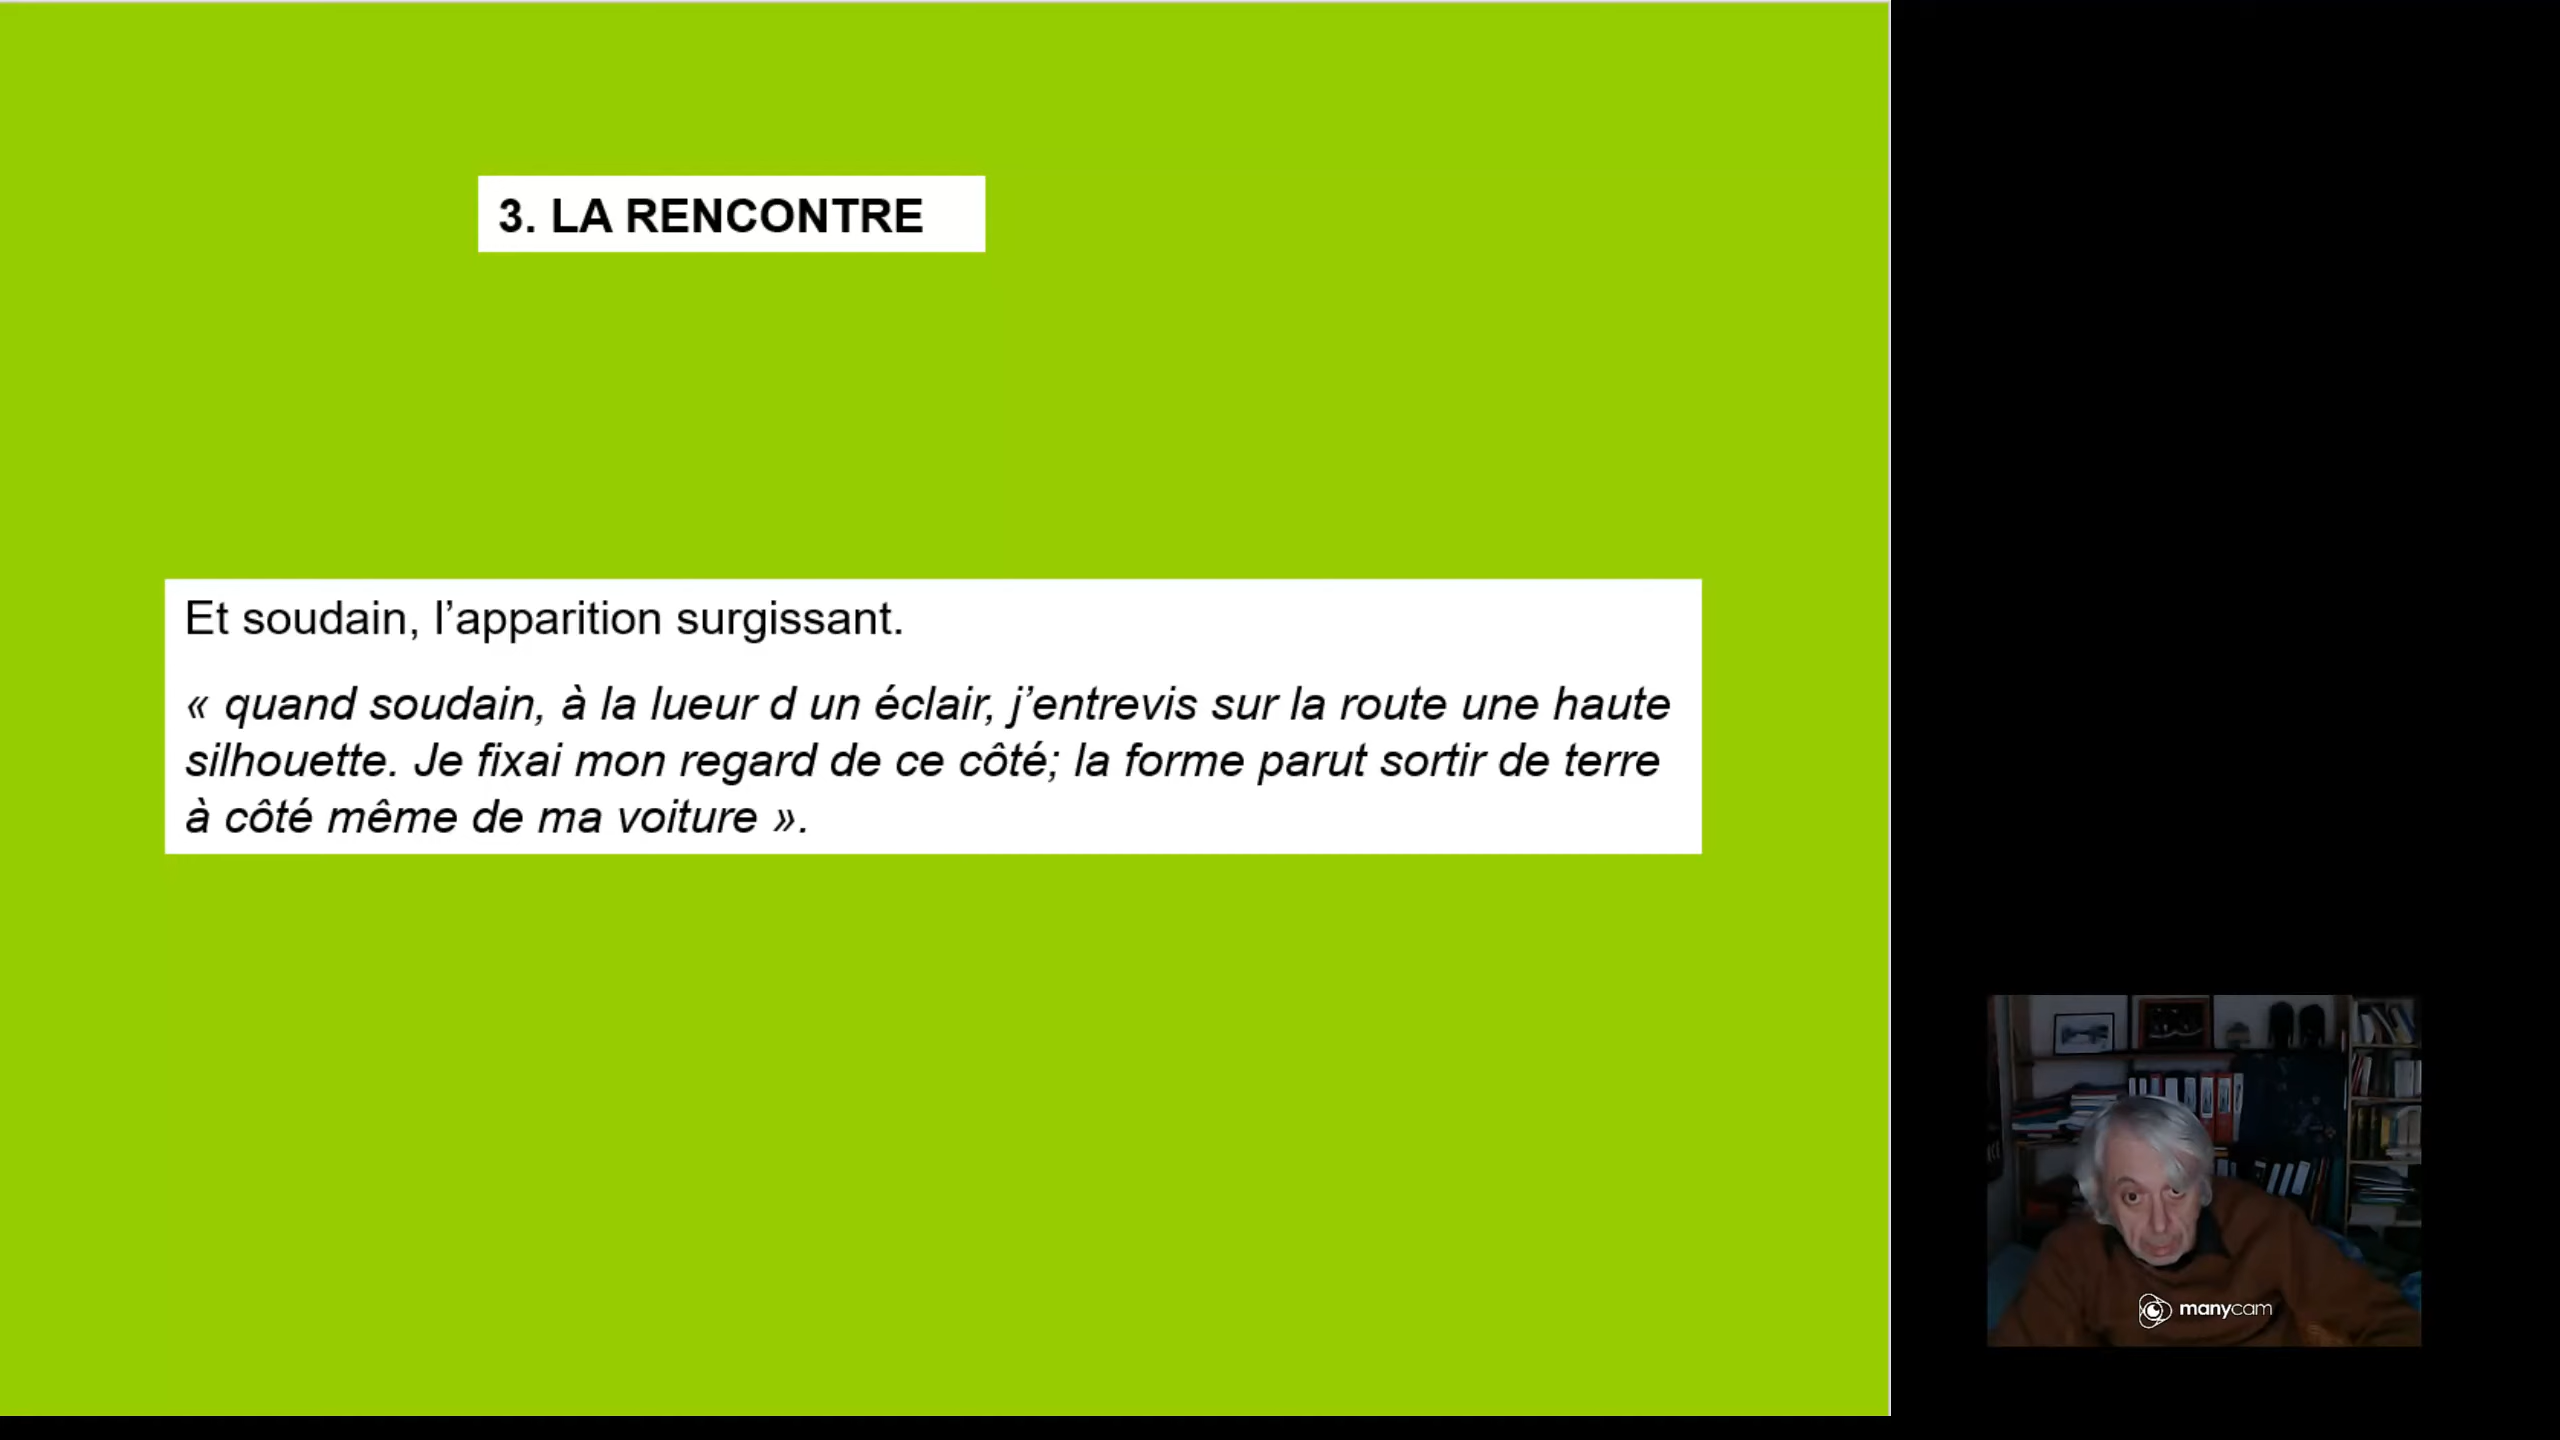 3. LA RENCONTRE
Et soudain, l’apparition surgissant.
« quand soudain, à la lueur d un éclair, j’entrevis sur la route une haute
silhouette. Je fixai mon regard de ce côté; la forme parut sortir de terre
à côté même de ma voiture ».
manycam